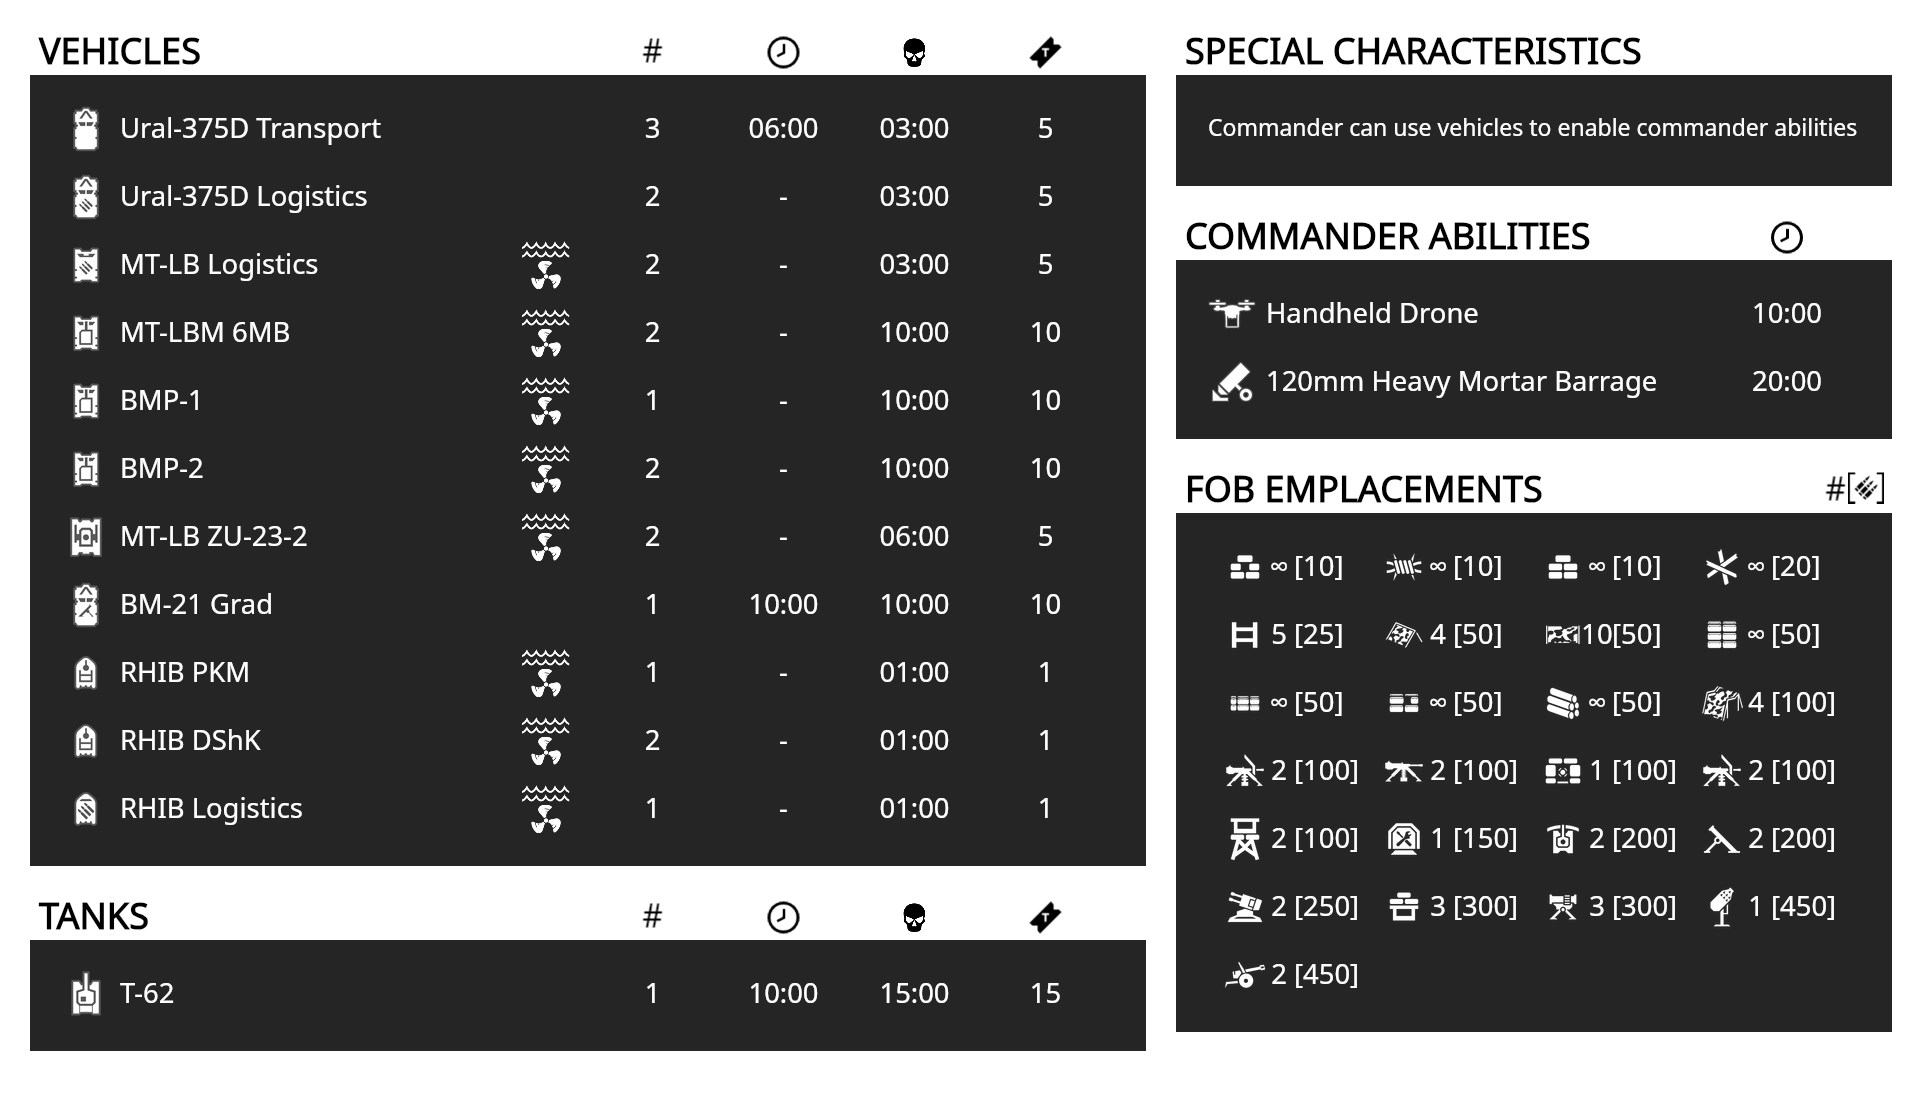 VEHICLES #
Ural-375D Transport 3 06:00 03:00 5
Ural-375D Logistics 2 - 03:00 5
MT-LB Logistics 2 - 03:00 5
MT-LBM 6MB 2 - 10:00 10
BMP-1 1 - 10:00 10
BMP-2 2 - 10:00 10
MT-LB ZU-23-2 2 - 06:00 5
BM-21 Grad 1 10:00 10:00 10
RHIB PKM 1 - 01:00 1
RHIB DShK 2 - 01:00 1
RHIB Logistics 1 - 01:00 1
TANKS #
T-62 1 10:00 15:00 15
SPECIAL CHARACTERISTICS
Commander can use vehicles to enable commander abilities
COMMANDER ABILITIES
Handheld Drone 10:00
120mm Heavy Mortar Barrage 20:00
FOB EMPLACEMENTS #[]
∞ [10] ∞ [10] ∞ [10] ∞ [20]
5 [25] 4 [50] 10[50] ∞ [50]
∞ [50] ∞ [50] ∞ [50] 4 [100]
2 [100] 2 [100] 1 [100] 2 [100]
2 [100] 1 [150] 2 [200] 2 [200]
2 [250] 3 [300] 3 [300] 1 [450]
2 [450]